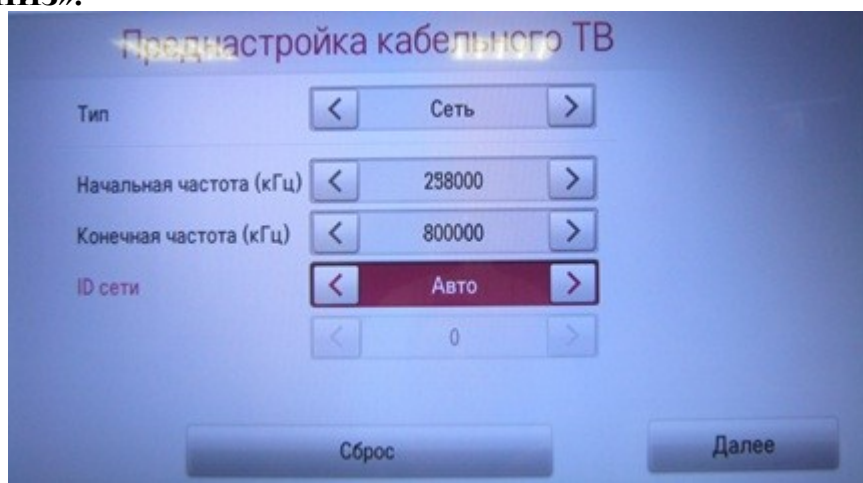 Преднастройка кабельного ТВ
Тип < Сеть >
Начальная частота (кГц) < 298000 >
Конечная частота (кГц) < 800000 >
ID сети < Авто >
< 0 >
Сброс Далее